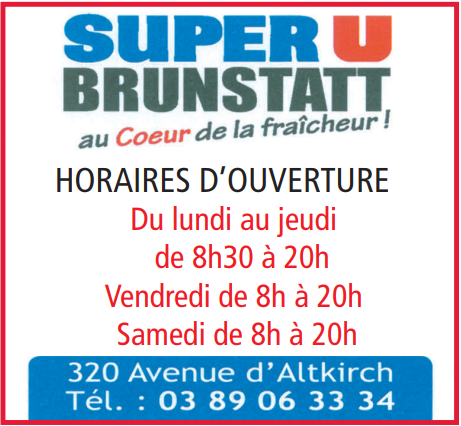 SUPER U
BRUNSTATT
au Coeur de la fraîcheur !
HORAIRES D'OUVERTURE
Du lundi au jeudi
de 8h30 à 20h
Vendredi de 8h à 20h
Samedi de 8h à 20h
320 Avenue d'Altkirch
Tél. : 03 89 06 33 34